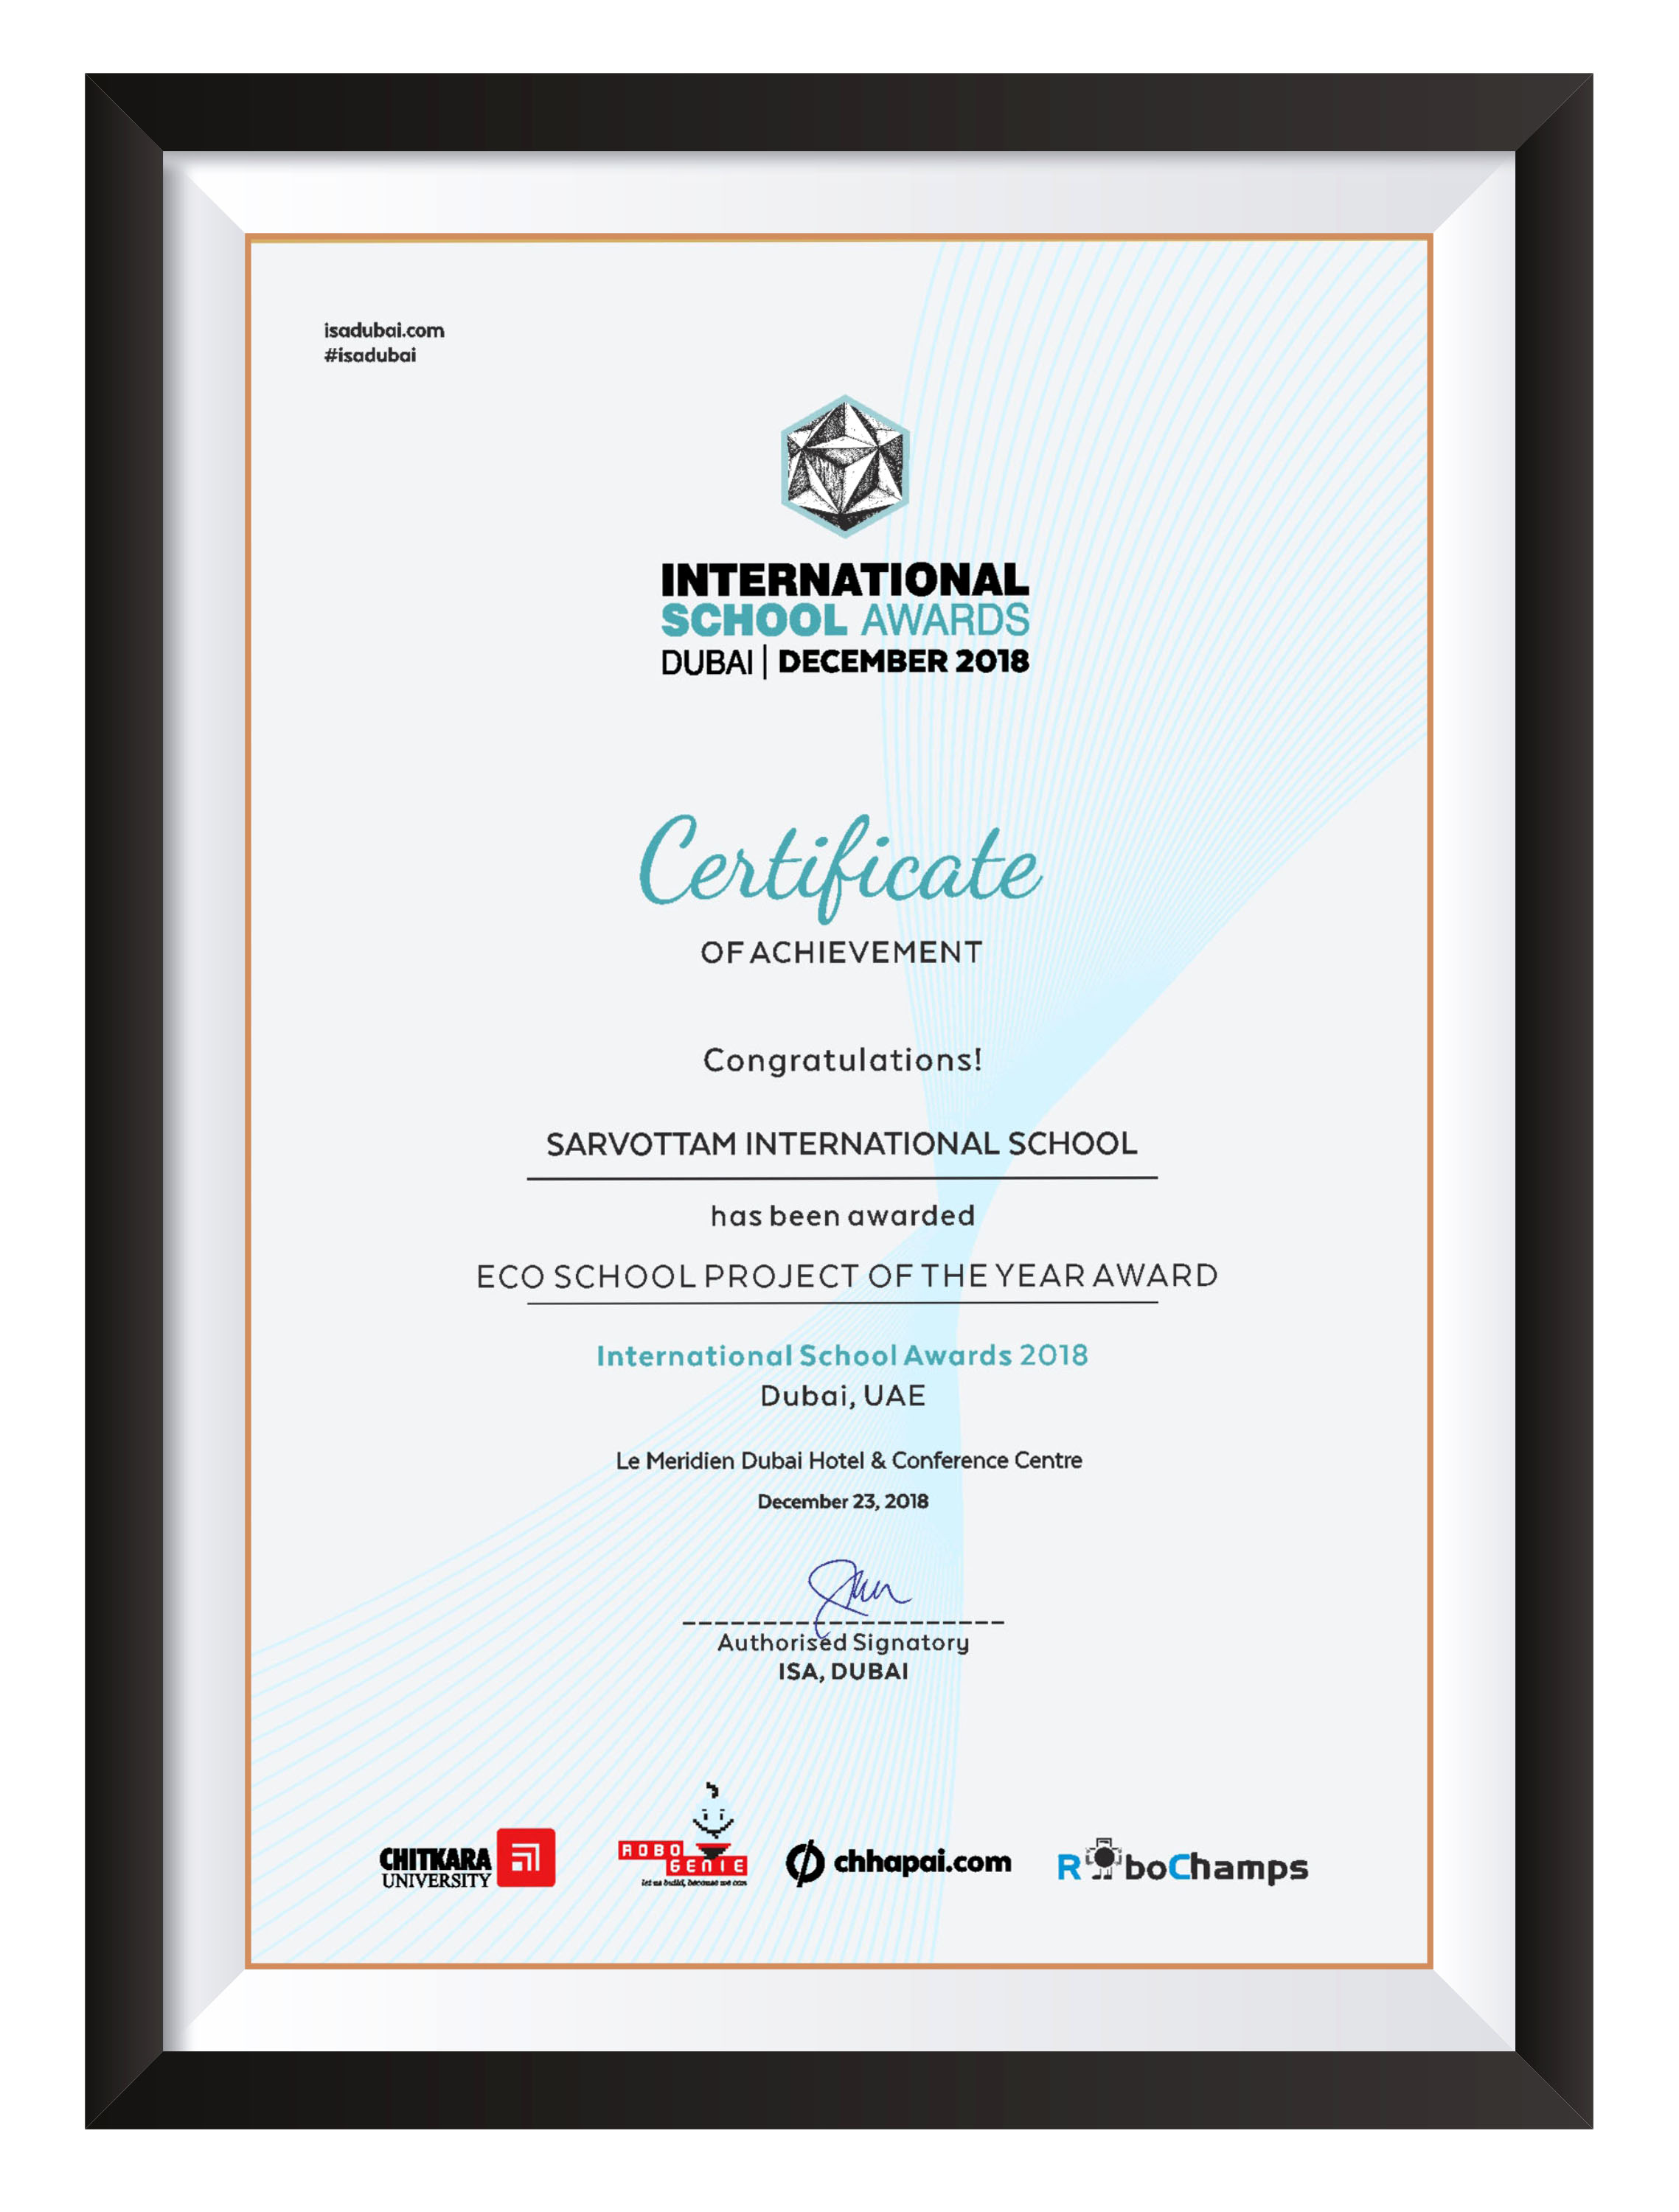 isadubai.com
#isadubai
INTERNATIONAL
SCHOOL AWARDS
DUBAI | DECEMBER 2018
Certificate
OF ACHIEVEMENT
Congratulations!
SARVOTTAM INTERNATIONAL SCHOOL
has been awarded
ECO SCHOOL PROJECT OF THE YEAR AWARD
International School Awards 2018
Dubai, UAE
Le Meridien Dubai Hotel & Conference Centre
December 23, 2018
Authorised Signatory
ISA, DUBAI
CHITKARA
UNIVERSITY
ROBO
GENIE
let us build, because we can
chhapai.com
RoboChamps